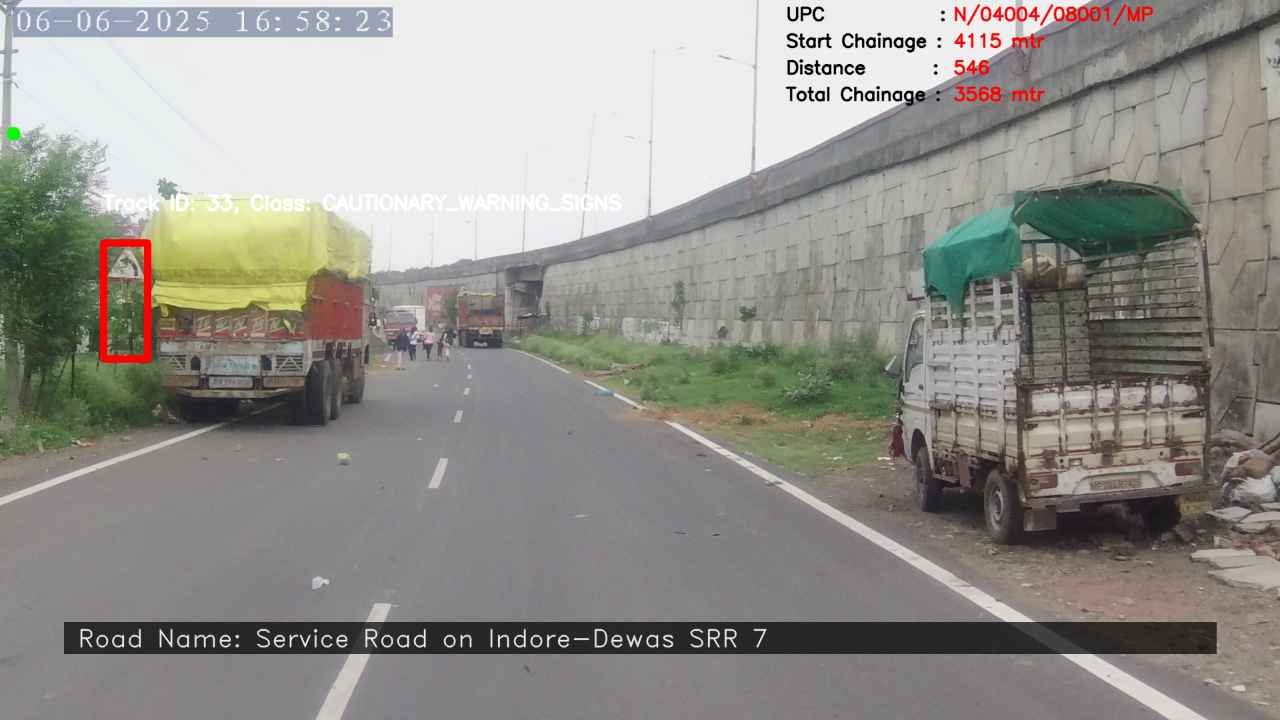 06-06-2025 16:58:23
UPC : N/04004/08001/MP
Start Chainage : 4115 mtr
Distance : 546
Total Chainage : 3568 mtr
Track ID: 33, Class: CAUTIONARY_WARNING_SIGNS
Road Name: Service Road on Indore-Dewas SRR 7